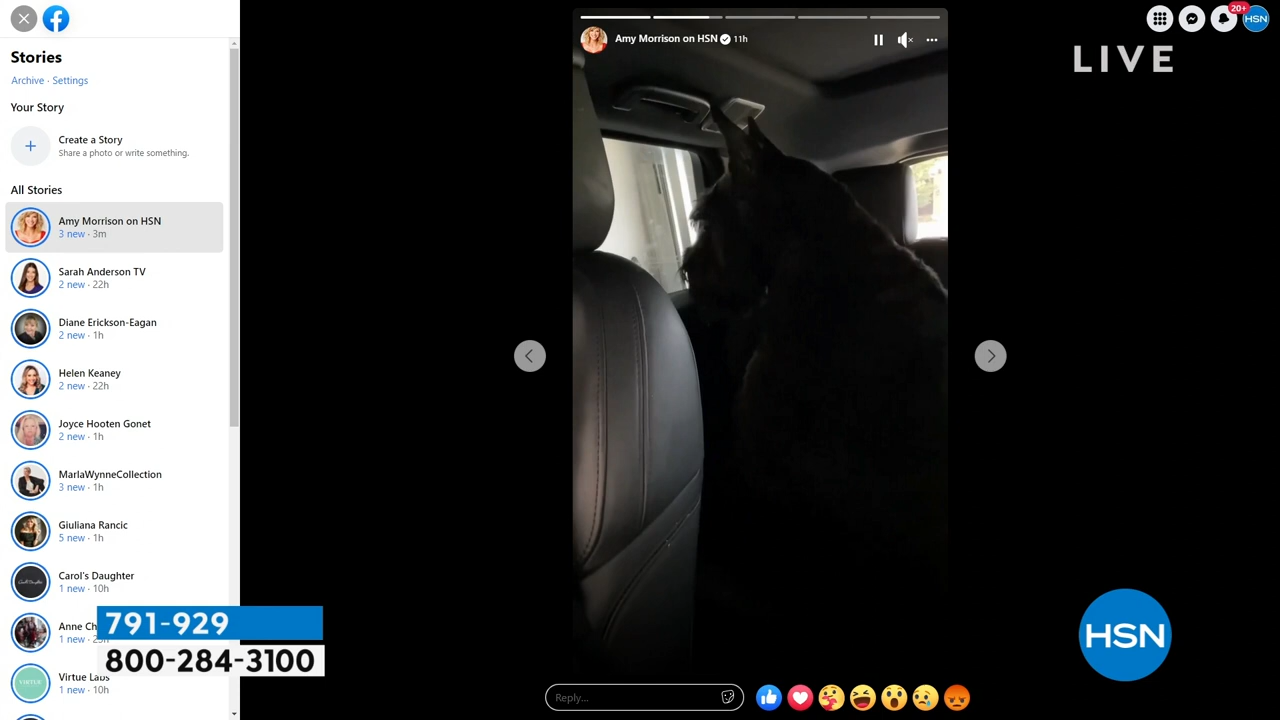 Stories
Archive · Settings
Your Story
Create a Story
Share a photo or write something.
All Stories
Amy Morrison on HSN
3 new · 3m
Sarah Anderson TV
2 new · 22h
Diane Erickson-Eagan
2 new · 1h
Helen Keaney
2 new · 22h
Joyce Hooten Gonet
2 new · 1h
MarlaWynneCollection
3 new · 1h
Giuliana Rancic
5 new · 1h
Carol's Daughter
1 new · 10h
Anne Ch
1 new
Virtue Labs
1 new · 10h
791-929
800-284-3100
Amy Morrison on HSN 11h
Reply...
20+
HSN
LIVE
HSN